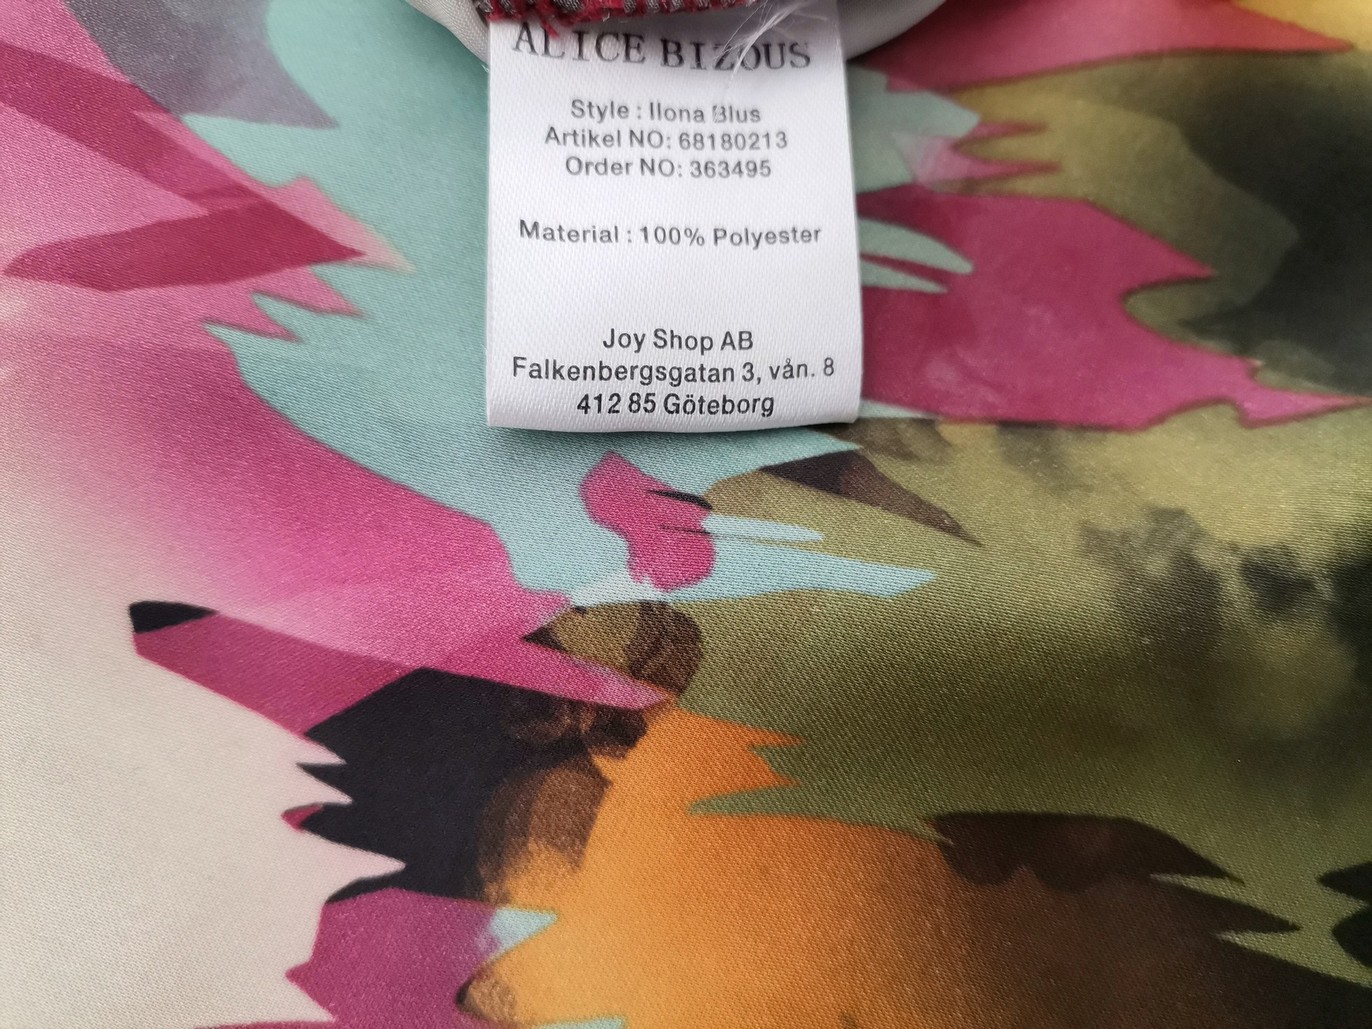 ALICE BIZOUS
Style : Ilona Blus
Artikel NO: 68180213
Order NO: 363495
Material : 100% Polyester
Joy Shop AB
Falkenbergsgatan 3, vån. 8
412 85 Göteborg